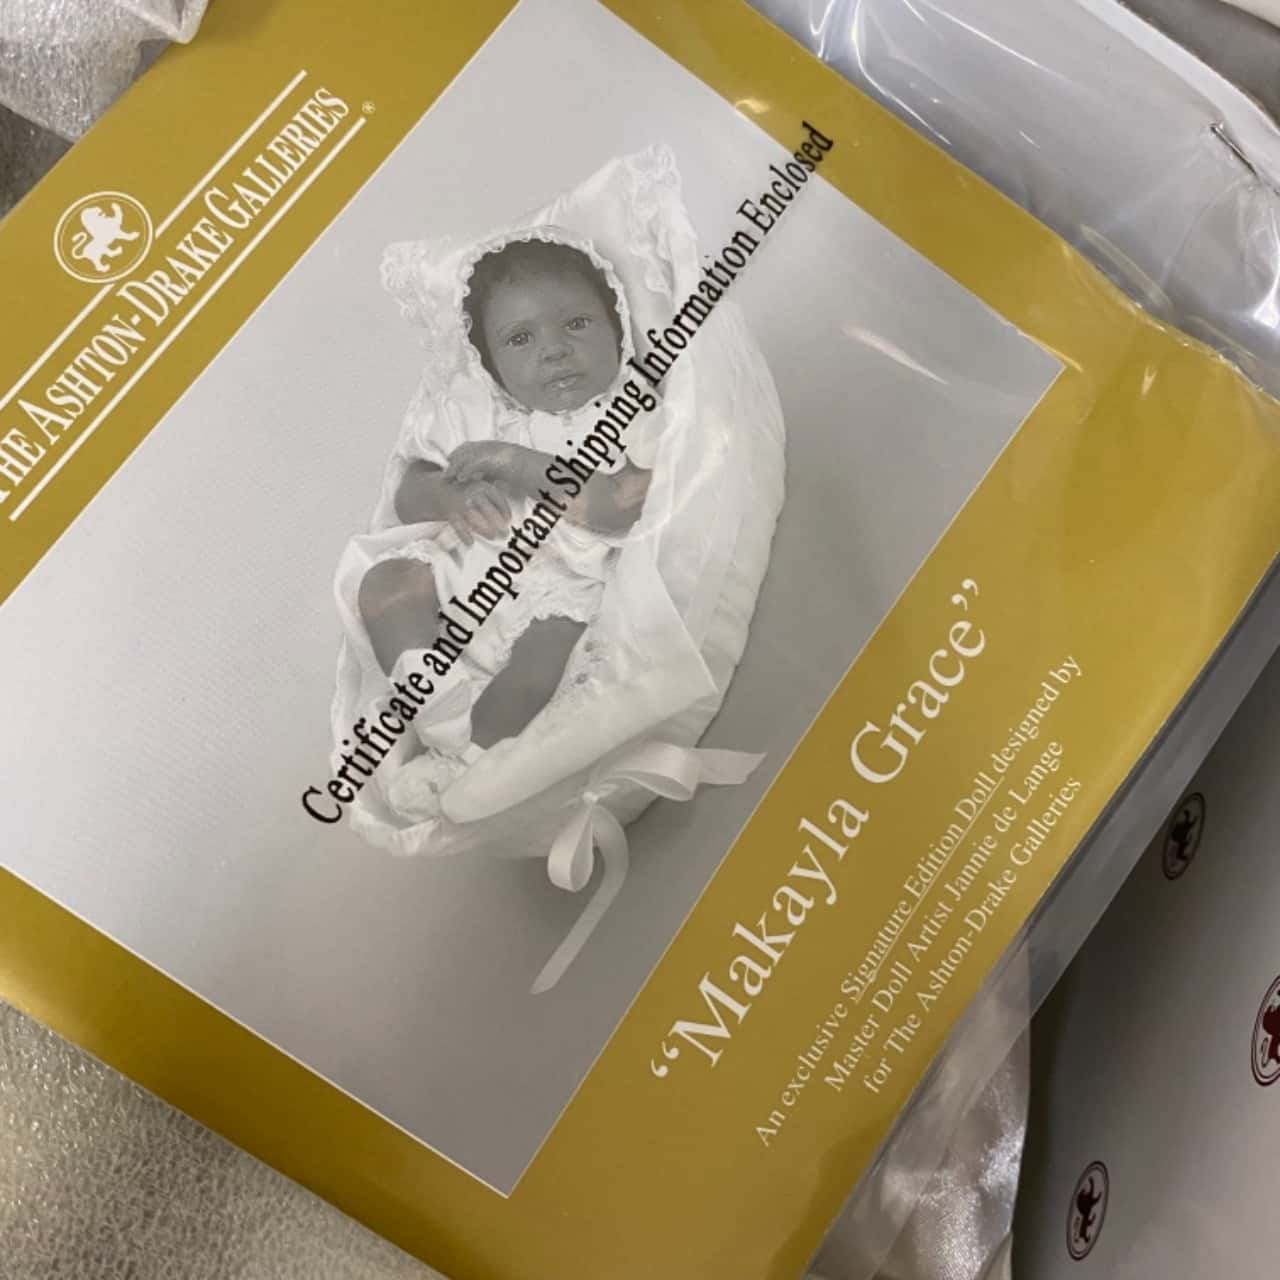 THE ASHTON-DRAKE GALLERIES®
Certificate and Important Shipping Information Enclosed
“Makayla Grace”
An exclusive Signature Edition Doll designed by
Master Doll Artist Jannie de Lange
for The Ashton-Drake Galleries